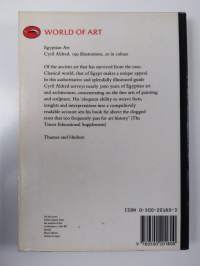 WORLD OF ART
Egyptian Art
Cyril Aldred, 199 illustrations, 20 in colour
Of the ancient art that has survived from the pre-
Classical world, that of Egypt makes a unique appeal. In
this authoritative and splendidly illustrated guide
Cyril Aldred surveys nearly 3000 years of Egyptian art
and architecture, concentrating on the fine arts of painting
and sculpture. His 'eloquent ability to weave facts,
insights and interpretations into a compulsively
readable account sets his book far above the clogged
texts that too frequently pass for art history' (The
Times Educational Supplement)
Thames and Hudson
ISBN 0-500-20180-3
9 780500 201800